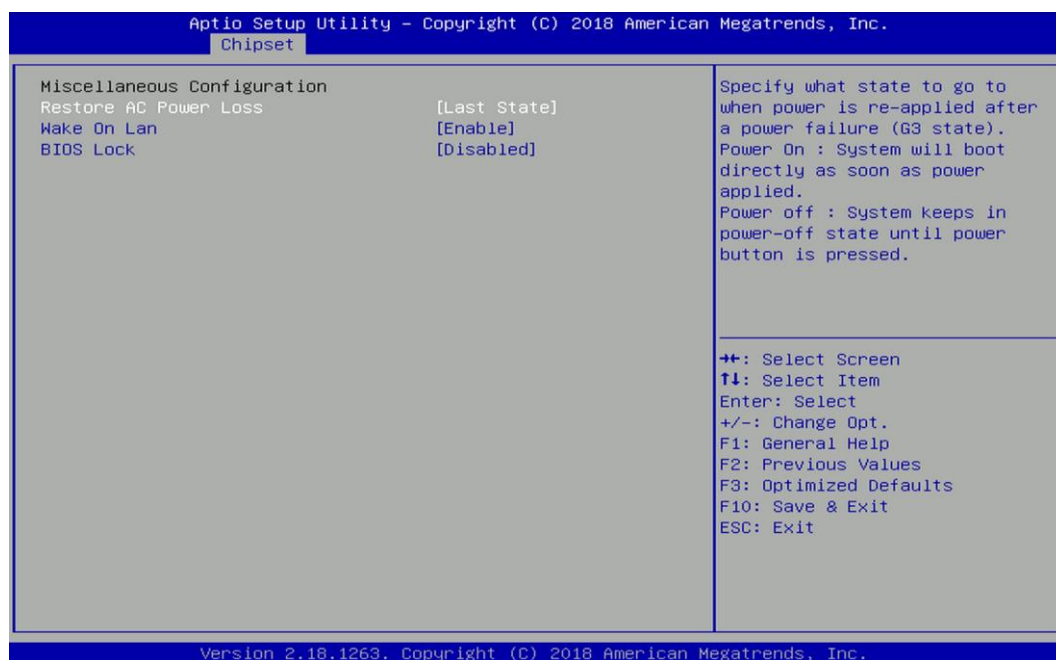 Aptio Setup Utility – Copyright (C) 2018 American Megatrends, Inc.
Chipset
Miscellaneous Configuration
Restore AC Power Loss [Last State]
Wake On Lan [Enable]
BIOS Lock [Disabled]
Specify what state to go to
when power is re-applied after
a power failure (G3 state).
Power On : System will boot
directly as soon as power
applied.
Power off : System keeps in
power-off state until power
button is pressed.
→←: Select Screen
↑↓: Select Item
Enter: Select
+/-: Change Opt.
F1: General Help
F2: Previous Values
F3: Optimized Defaults
F10: Save & Exit
ESC: Exit
Version 2.18.1263. Copyright (C) 2018 American Megatrends, Inc.